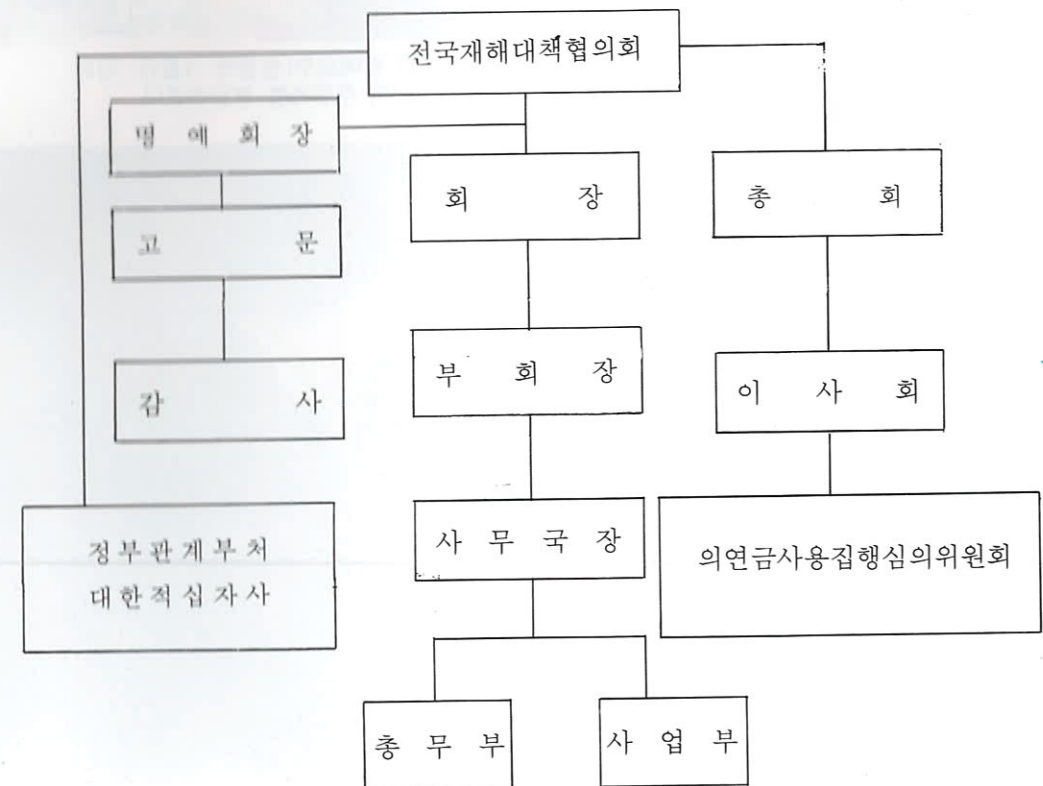 전국재해대책협의회
명 예 회 장
회 장
총 회
고 문
부 회 장
이 사 회
감 사
사 무 국 장
정부관계부처
대한적십자사
의연금사용집행심의위원회
총 무 부
사 업 부